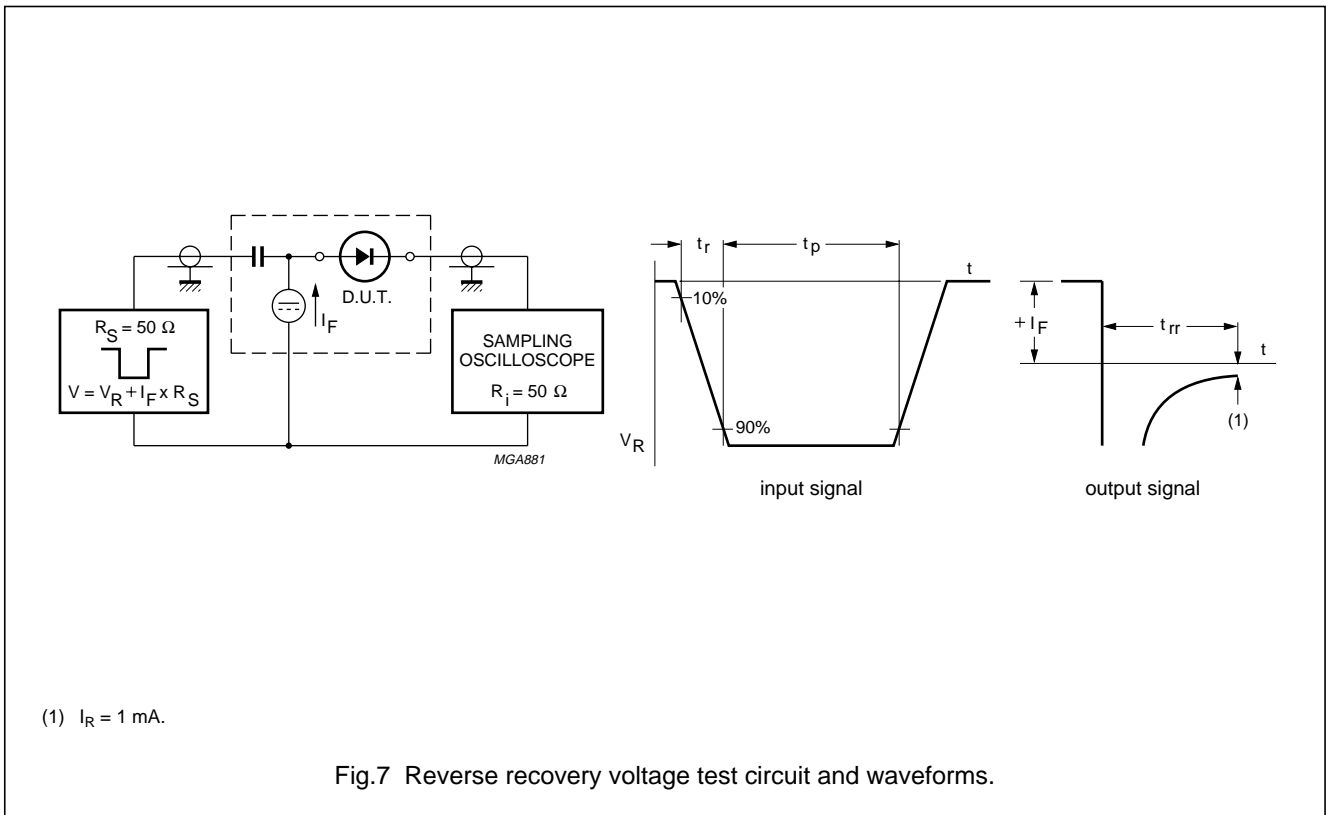 D.U.T.
I_F
R_S = 50 Ω
V = V_R + I_F x R_S
SAMPLING
OSCILLOSCOPE
R_i = 50 Ω
MGA881
t_r
t_p
t
10%
90%
V_R
input signal
+ I_F
t_rr
t
(1)
output signal
(1) I_R = 1 mA.
Fig.7 Reverse recovery voltage test circuit and waveforms.